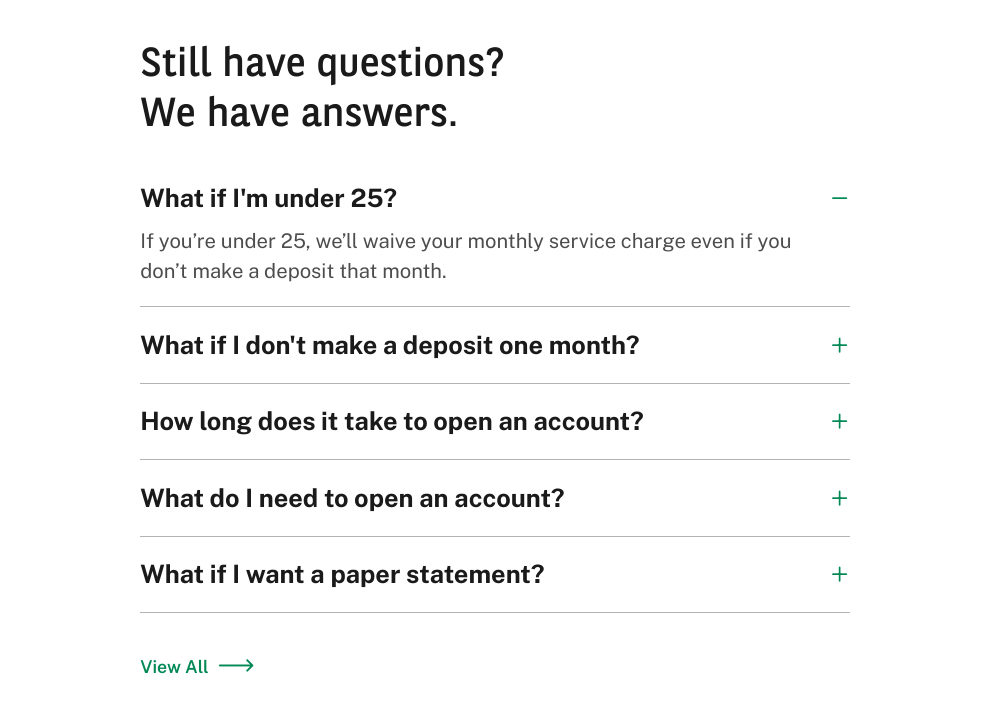 Still have questions?
We have answers.
What if I'm under 25?
If you’re under 25, we’ll waive your monthly service charge even if you
don’t make a deposit that month.
What if I don't make a deposit one month?
How long does it take to open an account?
What do I need to open an account?
What if I want a paper statement?
View All